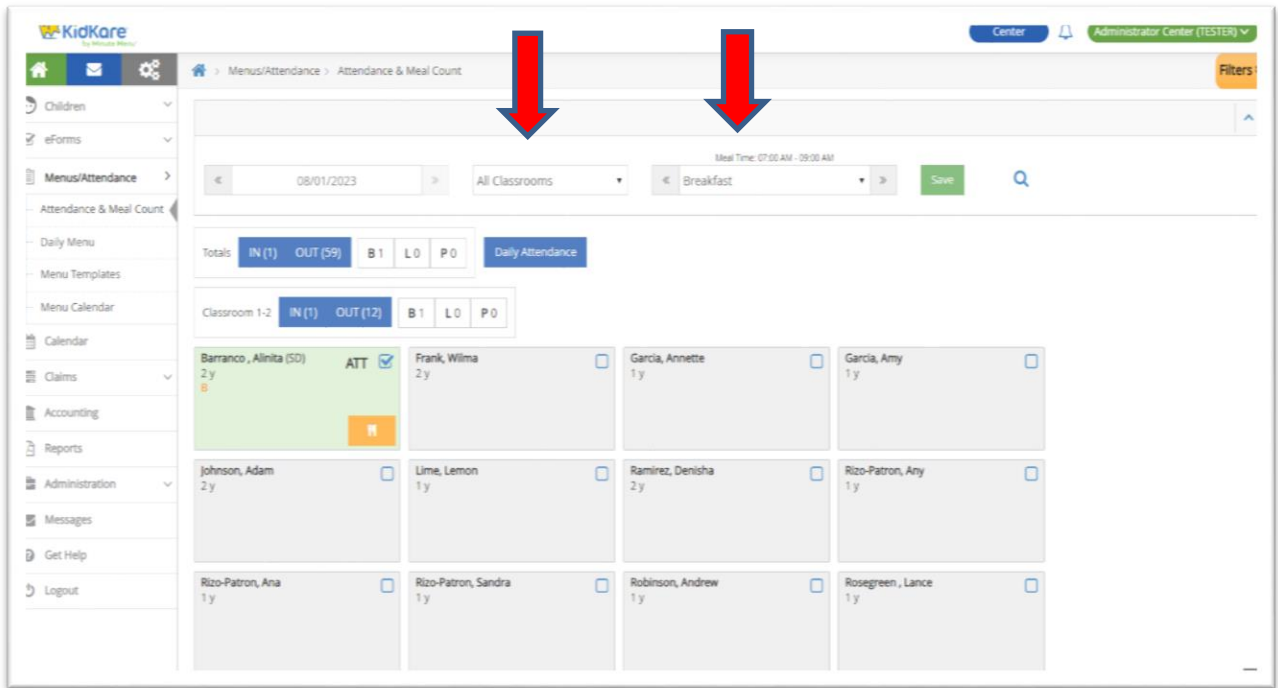 KidKare
by Minute Menu
Center
Administrator Center (TESTER)
Menus/Attendance > Attendance & Meal Count
Filters
Children
eForms
Menus/Attendance
Attendance & Meal Count
Daily Menu
Menu Templates
Menu Calendar
Calendar
Claims
Accounting
Reports
Administration
Messages
Get Help
Logout
Meal Time: 07:00 AM - 09:00 AM
« 08/01/2023 » All Classrooms « Breakfast » Save
Totals IN (1) OUT (59) B 1 L 0 P 0 Daily Attendance
Classroom 1-2 IN (1) OUT (12) B 1 L 0 P 0
Barranco , Alinita (SD) ATT
2 y
B
Frank, Wilma
2 y
Garcia, Annette
1 y
Garcia, Amy
1 y
Johnson, Adam
2 y
Lime, Lemon
1 y
Ramirez, Denisha
2 y
Rizo-Patron, Any
1 y
Rizo-Patron, Ana
1 y
Rizo-Patron, Sandra
1 y
Robinson, Andrew
1 y
Rosegreen , Lance
1 y